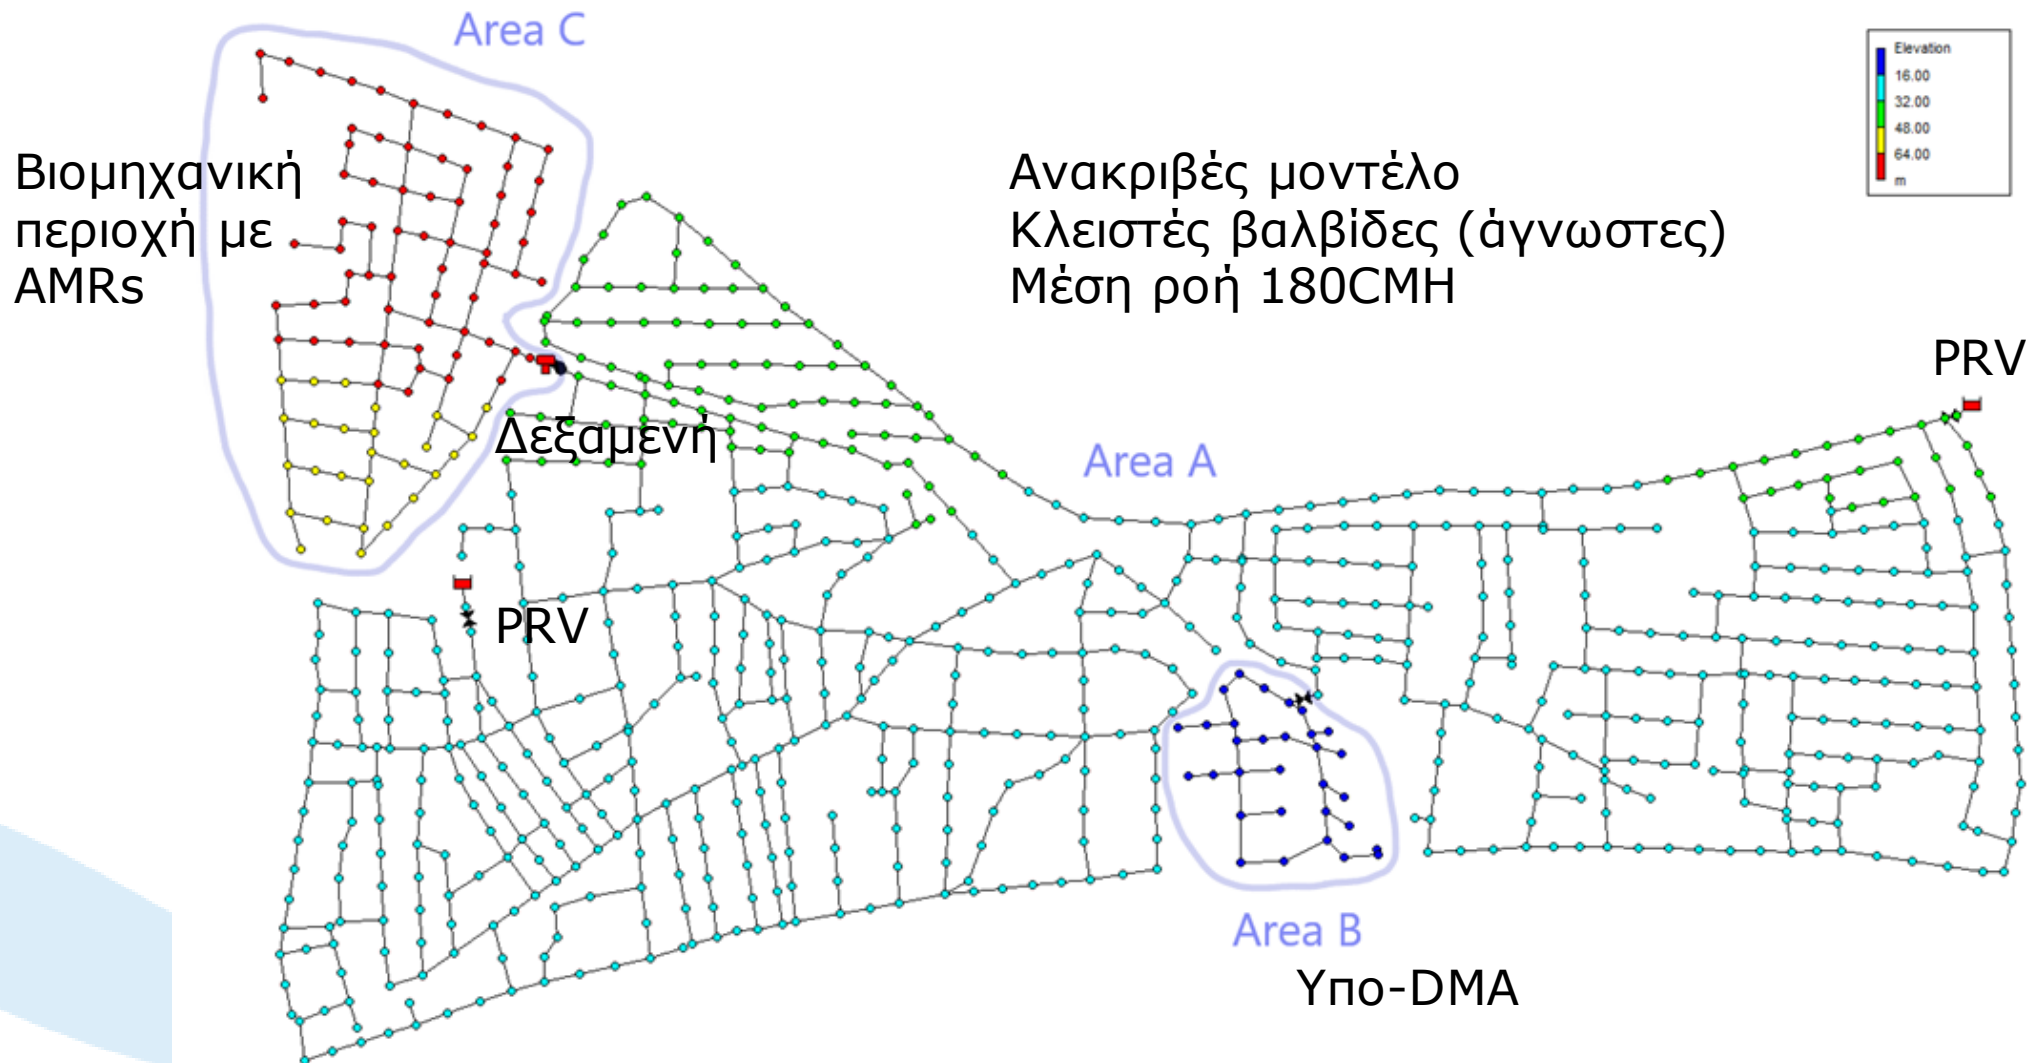 Area C
Elevation
16.00
32.00
48.00
64.00
m
Βιομηχανική
περιοχή με
AMRs
Ανακριβές μοντέλο
Κλειστές βαλβίδες (άγνωστες)
Μέση ροή 180CMH
PRV
Δεξαμενή
Area A
PRV
Area B
Υπο-DMA